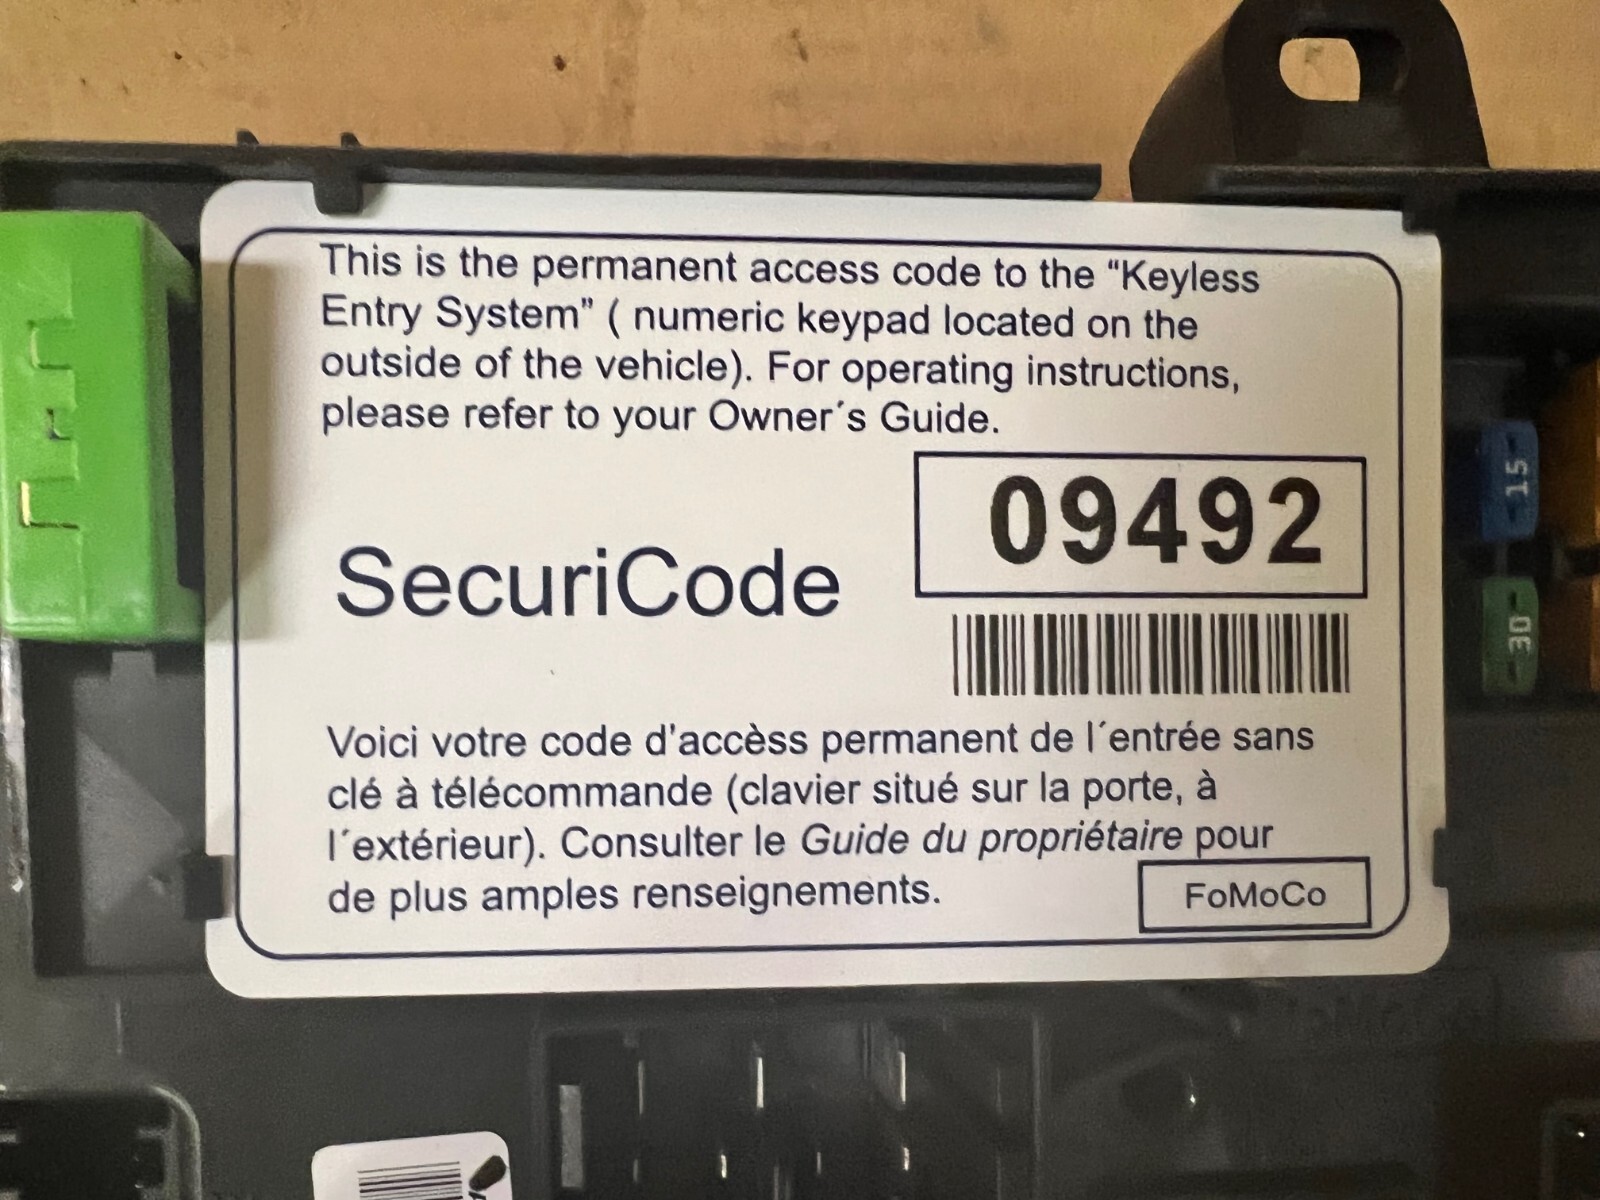 This is the permanent access code to the “Keyless
Entry System” ( numeric keypad located on the
outside of the vehicle). For operating instructions,
please refer to your Owner´s Guide.
09492
SecuriCode
Voici votre code d'accèss permanent de l´entrée sans
clé à télécommande (clavier situé sur la porte, à
l´extérieur). Consulter le Guide du propriétaire pour
de plus amples renseignements.
FoMoCo
15
30